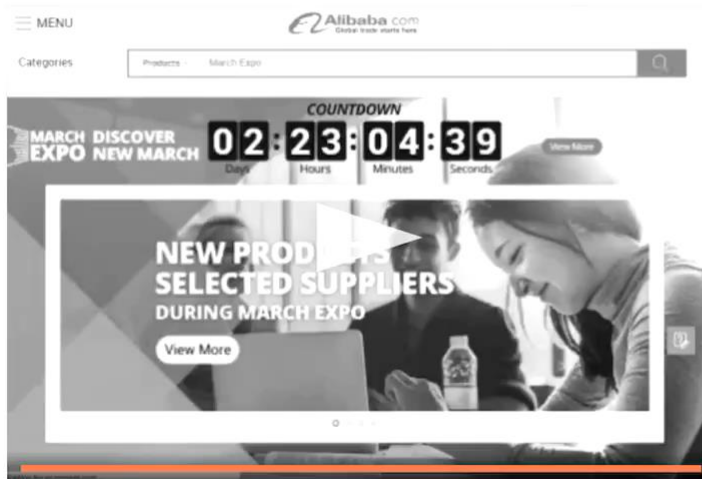 MENU
Alibaba.com
Global trade starts here
Categories
Products
March Expo
COUNTDOWN
MARCH DISCOVER
EXPO NEW MARCH
02:23:04:39
View More
Days Hours Minutes Seconds
NEW PRODUCTS
SELECTED SUPPLIERS
DURING MARCH EXPO
View More